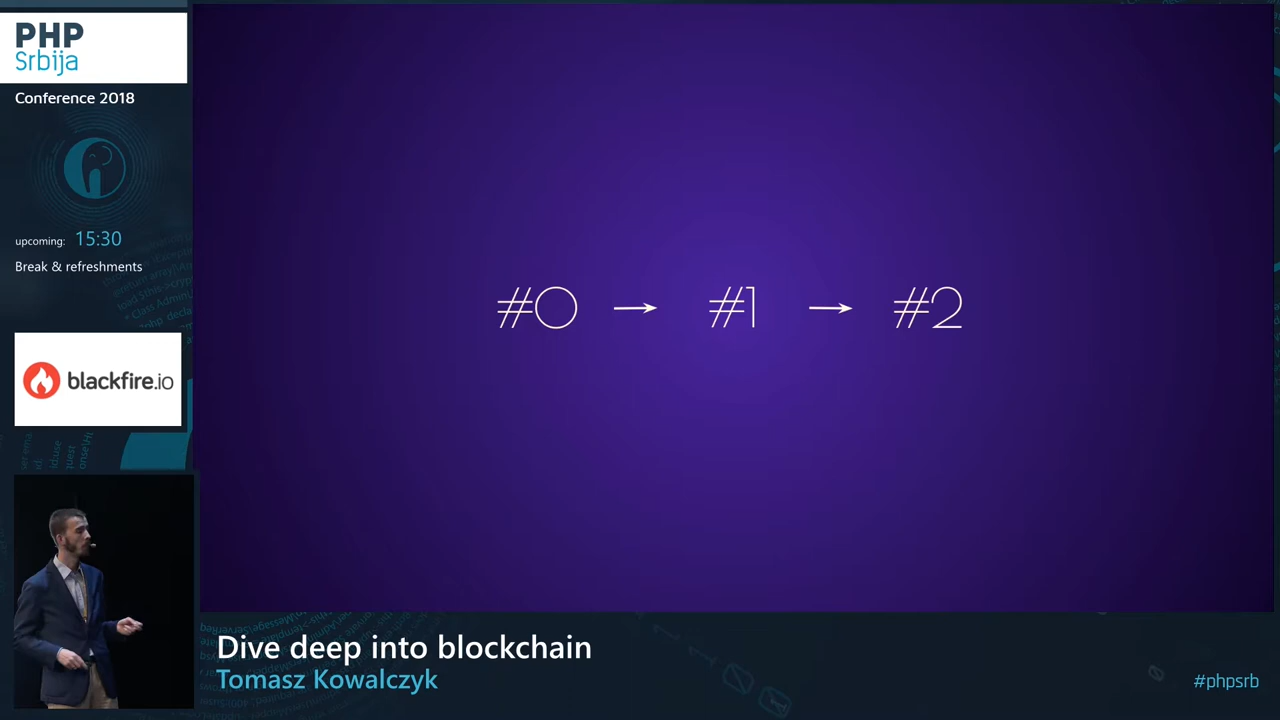 PHP
Srbija
Conference 2018
upcoming: 15:30
Break & refreshments
blackfire.io
#0 → #1 → #2
Dive deep into blockchain
Tomasz Kowalczyk
#phpsrb